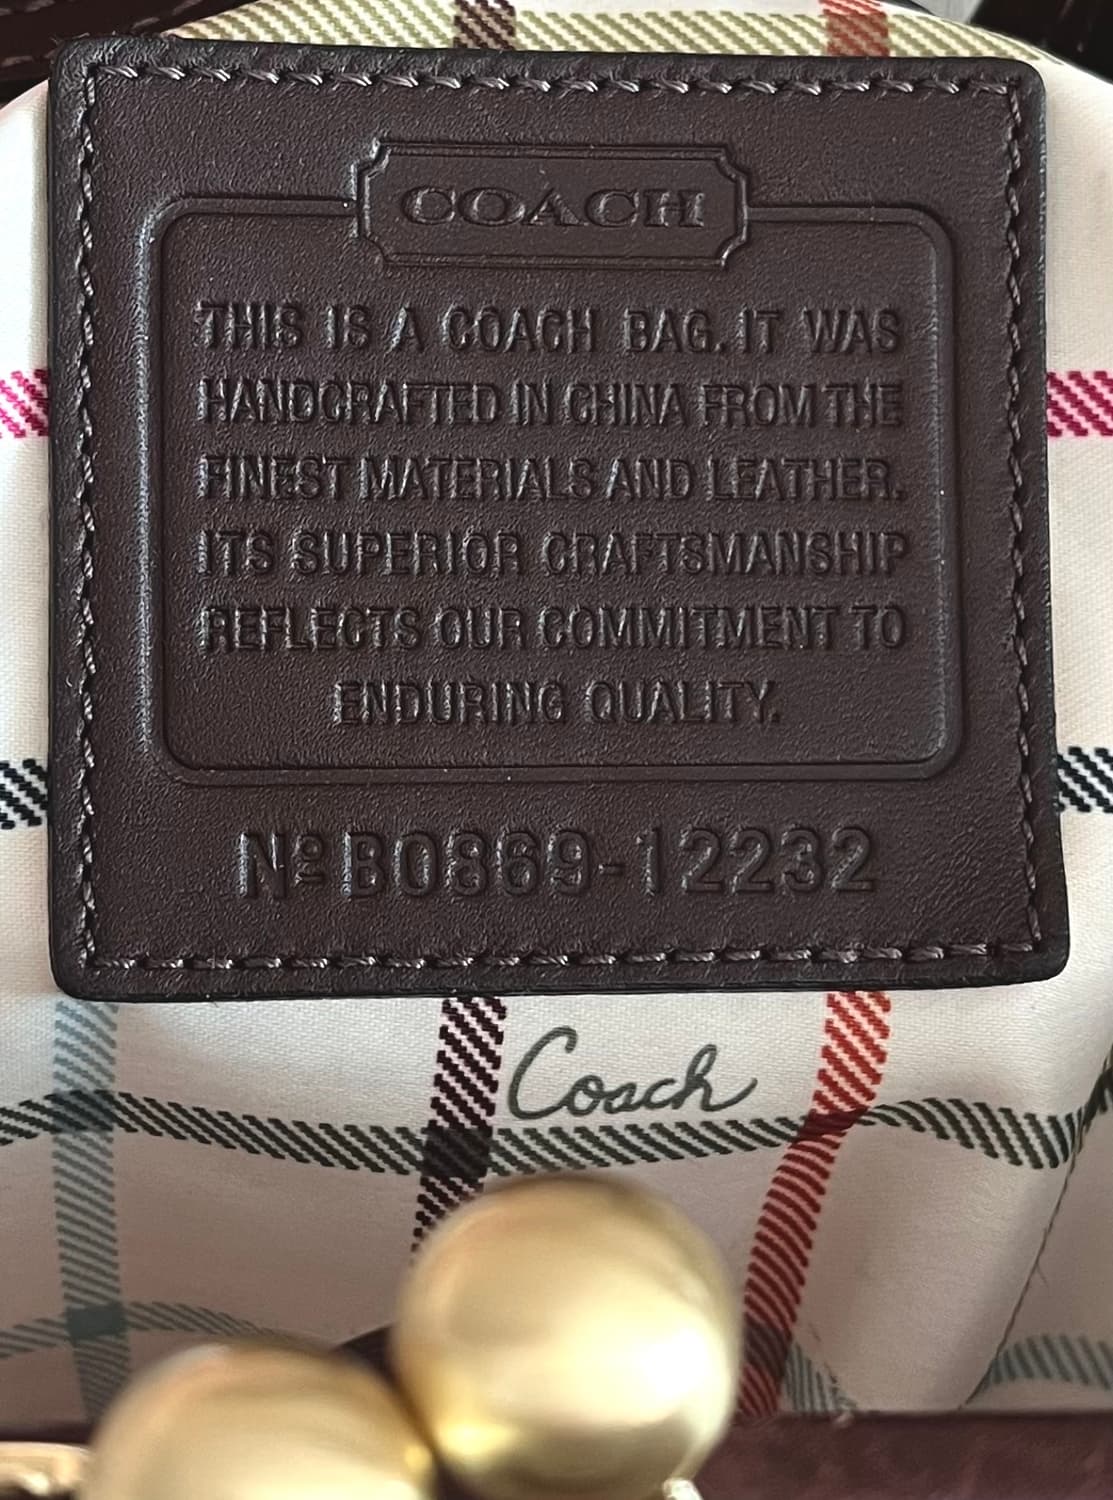 COACH
THIS IS A COACH BAG. IT WAS
HANDCRAFTED IN CHINA FROM THE
FINEST MATERIALS AND LEATHER.
ITS SUPERIOR CRAFTSMANSHIP
REFLECTS OUR COMMITMENT TO
ENDURING QUALITY.
Nº B0869-12232
Coach